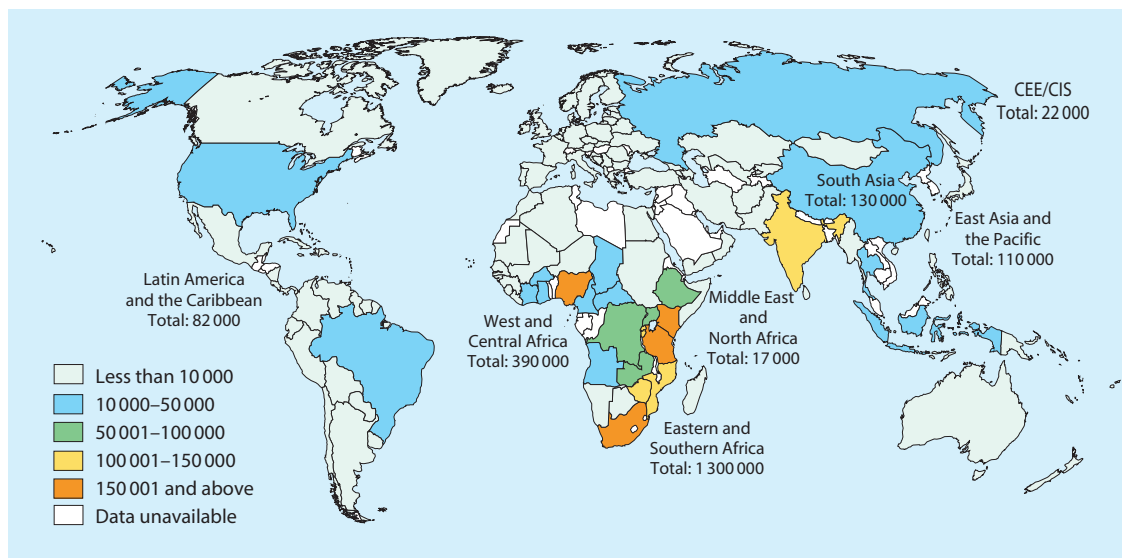 CEE/CIS
Total: 22 000
South Asia
Total: 130 000
East Asia and
the Pacific
Total: 110 000
Latin America
and the Caribbean
Total: 82 000
West and
Central Africa
Total: 390 000
Middle East
and
North Africa
Total: 17 000
Eastern and
Southern Africa
Total: 1 300 000
Less than 10 000
10 000–50 000
50 001–100 000
100 001–150 000
150 001 and above
Data unavailable